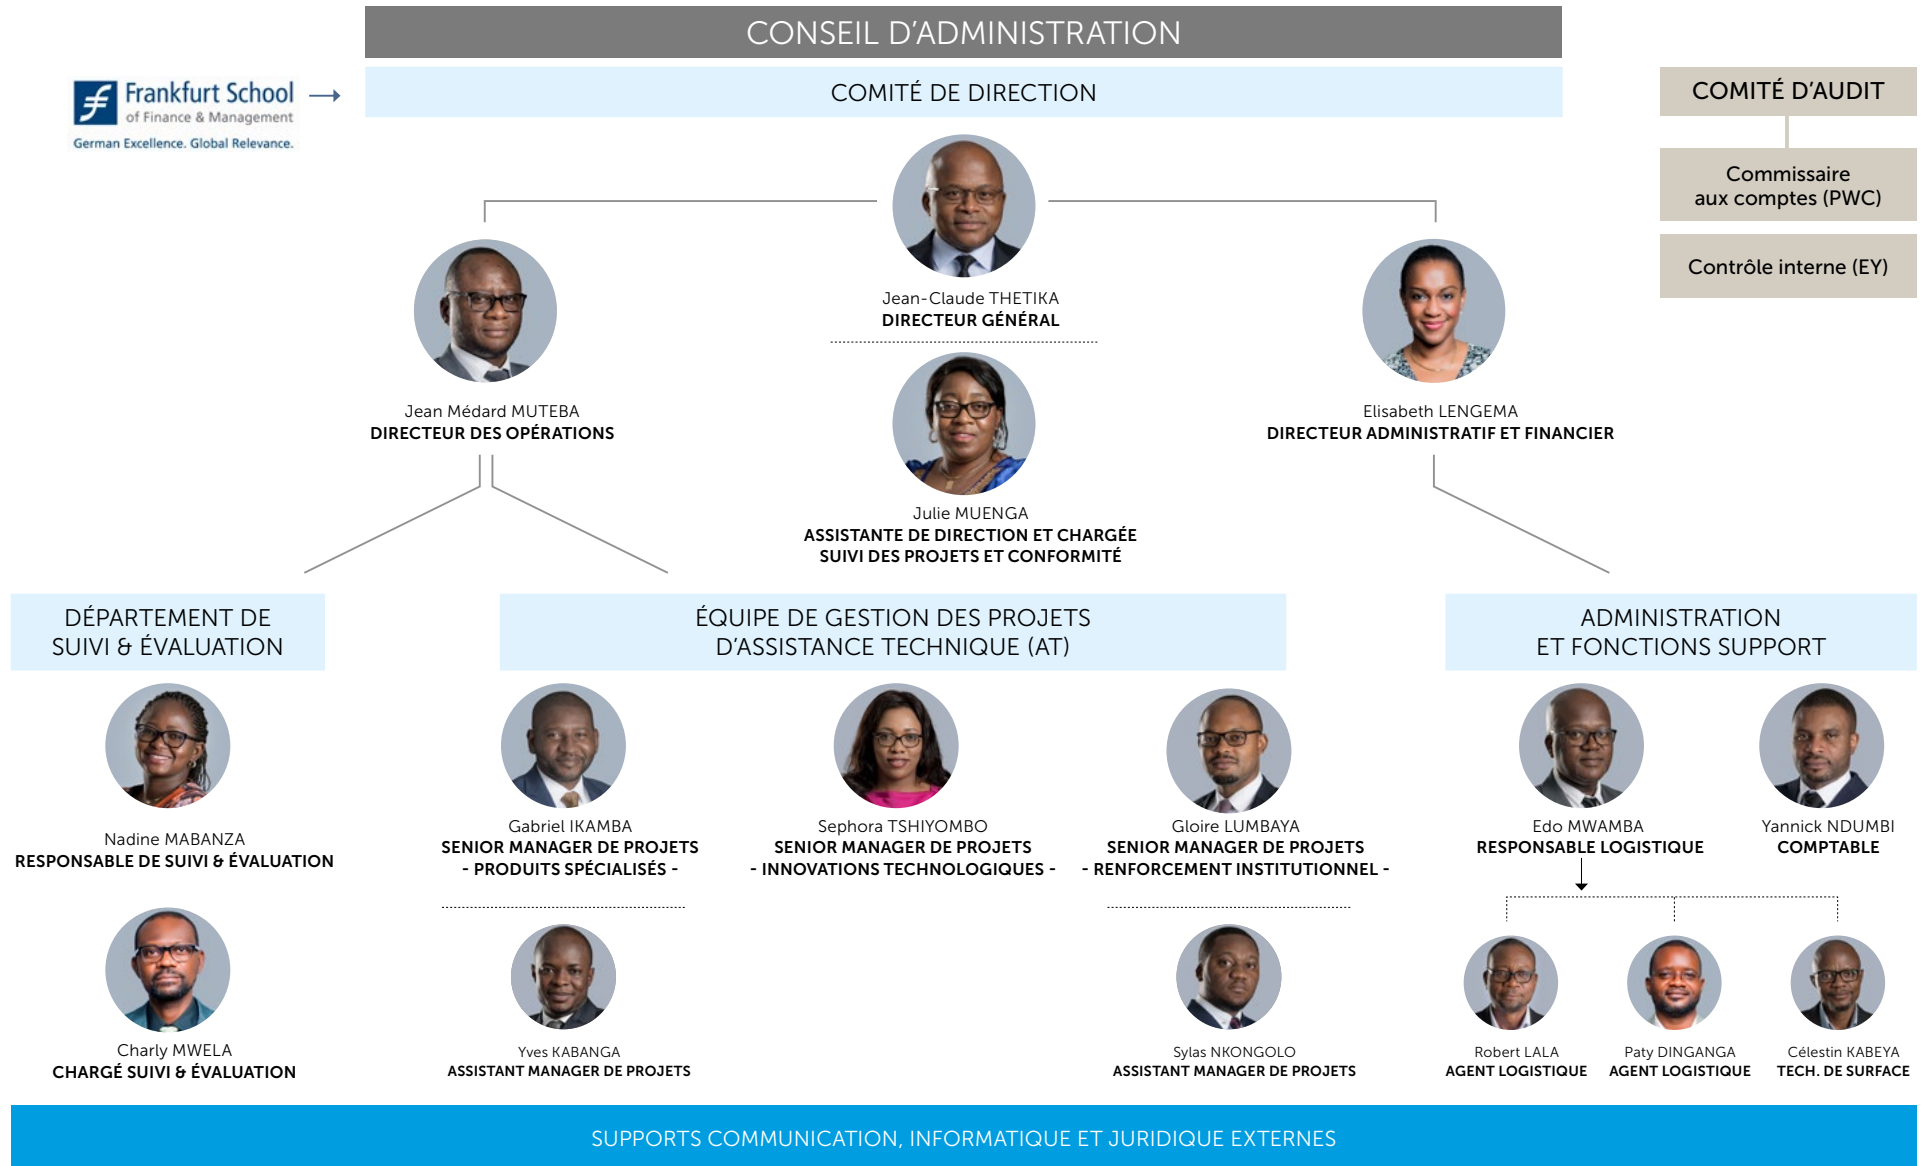 CONSEIL D'ADMINISTRATION
Frankfurt School
of Finance & Management
German Excellence. Global Relevance.
COMITÉ DE DIRECTION
COMITÉ D'AUDIT
Commissaire
aux comptes (PWC)
Contrôle interne (EY)
Jean-Claude THETIKA
DIRECTEUR GÉNÉRAL
Jean Médard MUTEBA
DIRECTEUR DES OPÉRATIONS
Elisabeth LENGEMA
DIRECTEUR ADMINISTRATIF ET FINANCIER
Julie MUENGA
ASSISTANTE DE DIRECTION ET CHARGÉE
SUIVI DES PROJETS ET CONFORMITÉ
DÉPARTEMENT DE
SUIVI & ÉVALUATION
ÉQUIPE DE GESTION DES PROJETS
D'ASSISTANCE TECHNIQUE (AT)
ADMINISTRATION
ET FONCTIONS SUPPORT
Nadine MABANZA
RESPONSABLE DE SUIVI & ÉVALUATION
Gabriel IKAMBA
SENIOR MANAGER DE PROJETS
- PRODUITS SPÉCIALISÉS -
Sephora TSHIYOMBO
SENIOR MANAGER DE PROJETS
- INNOVATIONS TECHNOLOGIQUES -
Gloire LUMBAYA
SENIOR MANAGER DE PROJETS
- RENFORCEMENT INSTITUTIONNEL -
Edo MWAMBA
RESPONSABLE LOGISTIQUE
Yannick NDUMBI
COMPTABLE
Charly MWELA
CHARGÉ SUIVI & ÉVALUATION
Yves KABANGA
ASSISTANT MANAGER DE PROJETS
Sylas NKONGOLO
ASSISTANT MANAGER DE PROJETS
Robert LALA
AGENT LOGISTIQUE
Paty DINGANGA
AGENT LOGISTIQUE
Célestin KABEYA
TECH. DE SURFACE
SUPPORTS COMMUNICATION, INFORMATIQUE ET JURIDIQUE EXTERNES